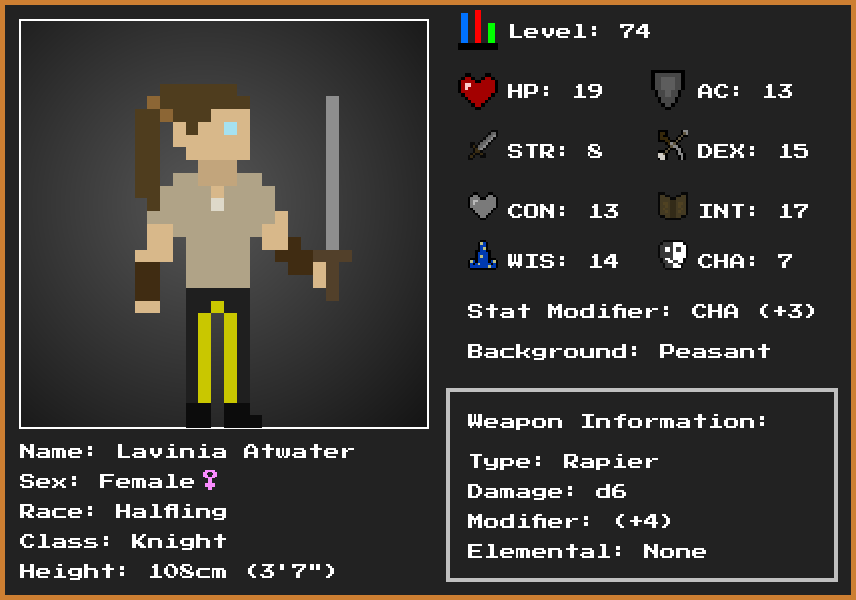 Level: 74
HP: 19 AC: 13
STR: 8 DEX: 15
CON: 13 INT: 17
WIS: 14 CHA: 7
Stat Modifier: CHA (+3)
Background: Peasant
Weapon Information:
Type: Rapier
Damage: d6
Modifier: (+4)
Elemental: None
Name: Lavinia Atwater
Sex: Female♀
Race: Halfling
Class: Knight
Height: 108cm (3'7")